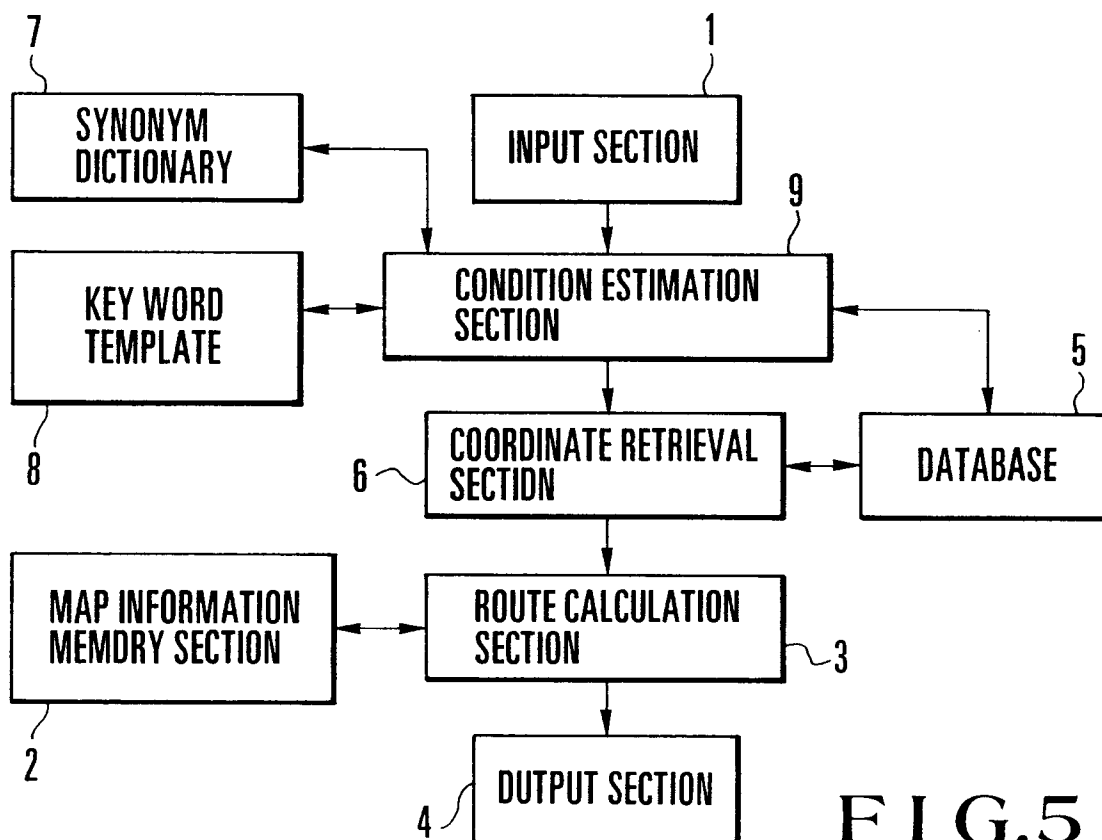 7
1
SYNONYM
DICTIONARY
INPUT SECTION
9
KEY WORD
TEMPLATE
CONDITION ESTIMATION
SECTION
5
8
6
COORDINATE RETRIEVAL
SECTIDN
DATABASE
MAP INFORMATION
MEMDRY SECTION
ROUTE CALCULATION
SECTION
3
2
DUTPUT SECTION
4
FIG.5